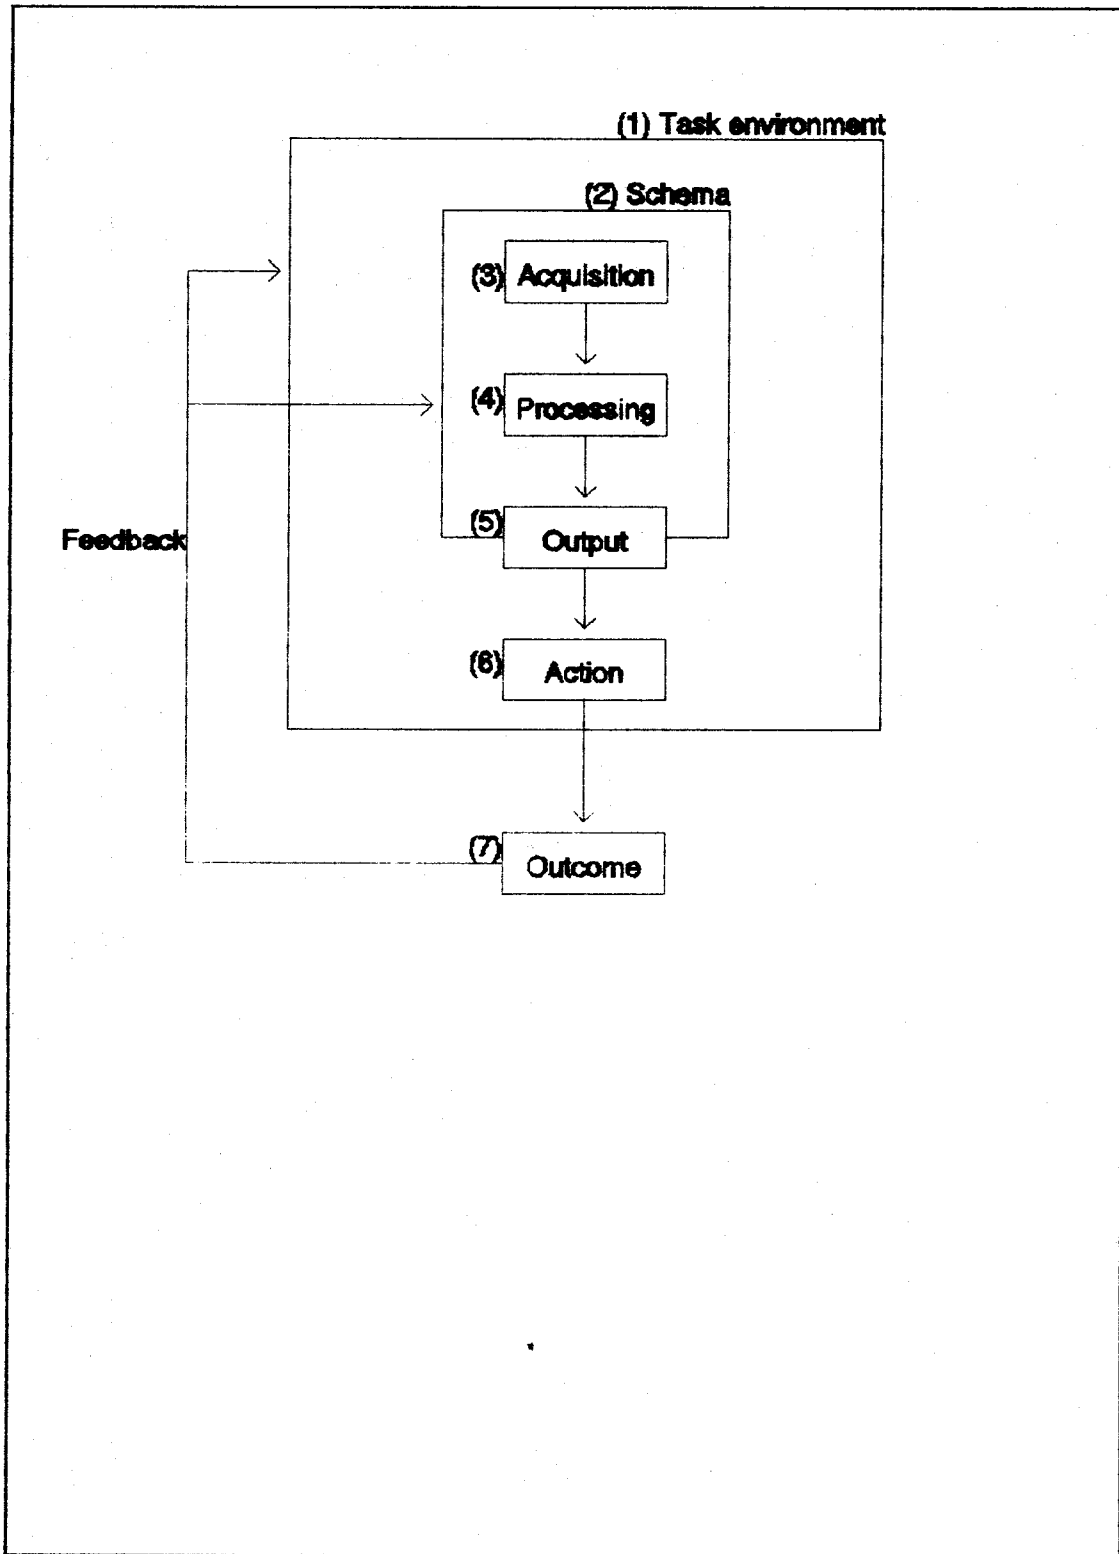 (1) Task environment
(2) Schema
(3) Acquisition
(4) Processing
(5) Output
Feedback
(6) Action
(7) Outcome